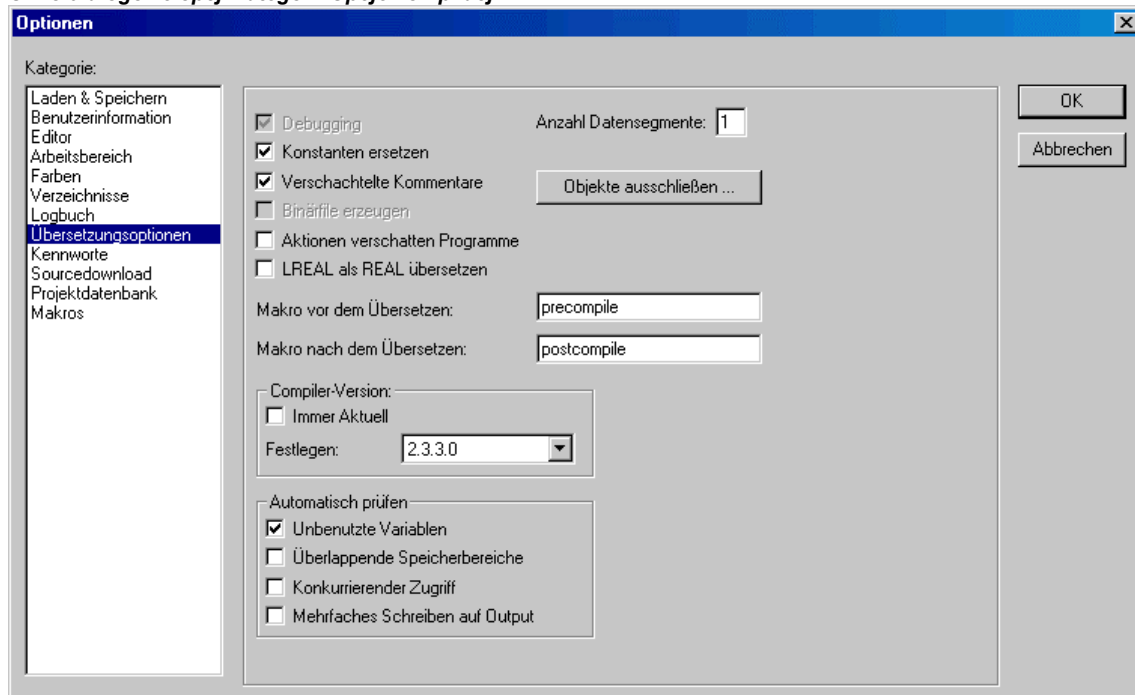 Optionen
Kategorie:
Laden & Speichern
Benutzerinformation
Editor
Arbeitsbereich
Farben
Verzeichnisse
Logbuch
Übersetzungsoptionen
Kennworte
Sourcedownload
Projektdatenbank
Makros
Debugging
Anzahl Datensegmente: 1
Konstanten ersetzen
Verschachtelte Kommentare
Objekte ausschließen ...
Binärfile erzeugen
Aktionen verschatten Programme
LREAL als REAL übersetzen
Makro vor dem Übersetzen: precompile
Makro nach dem Übersetzen: postcompile
Compiler-Version:
Immer Aktuell
Festlegen: 2.3.3.0
Automatisch prüfen
Unbenutzte Variablen
Überlappende Speicherbereiche
Konkurrierender Zugriff
Mehrfaches Schreiben auf Output
OK
Abbrechen